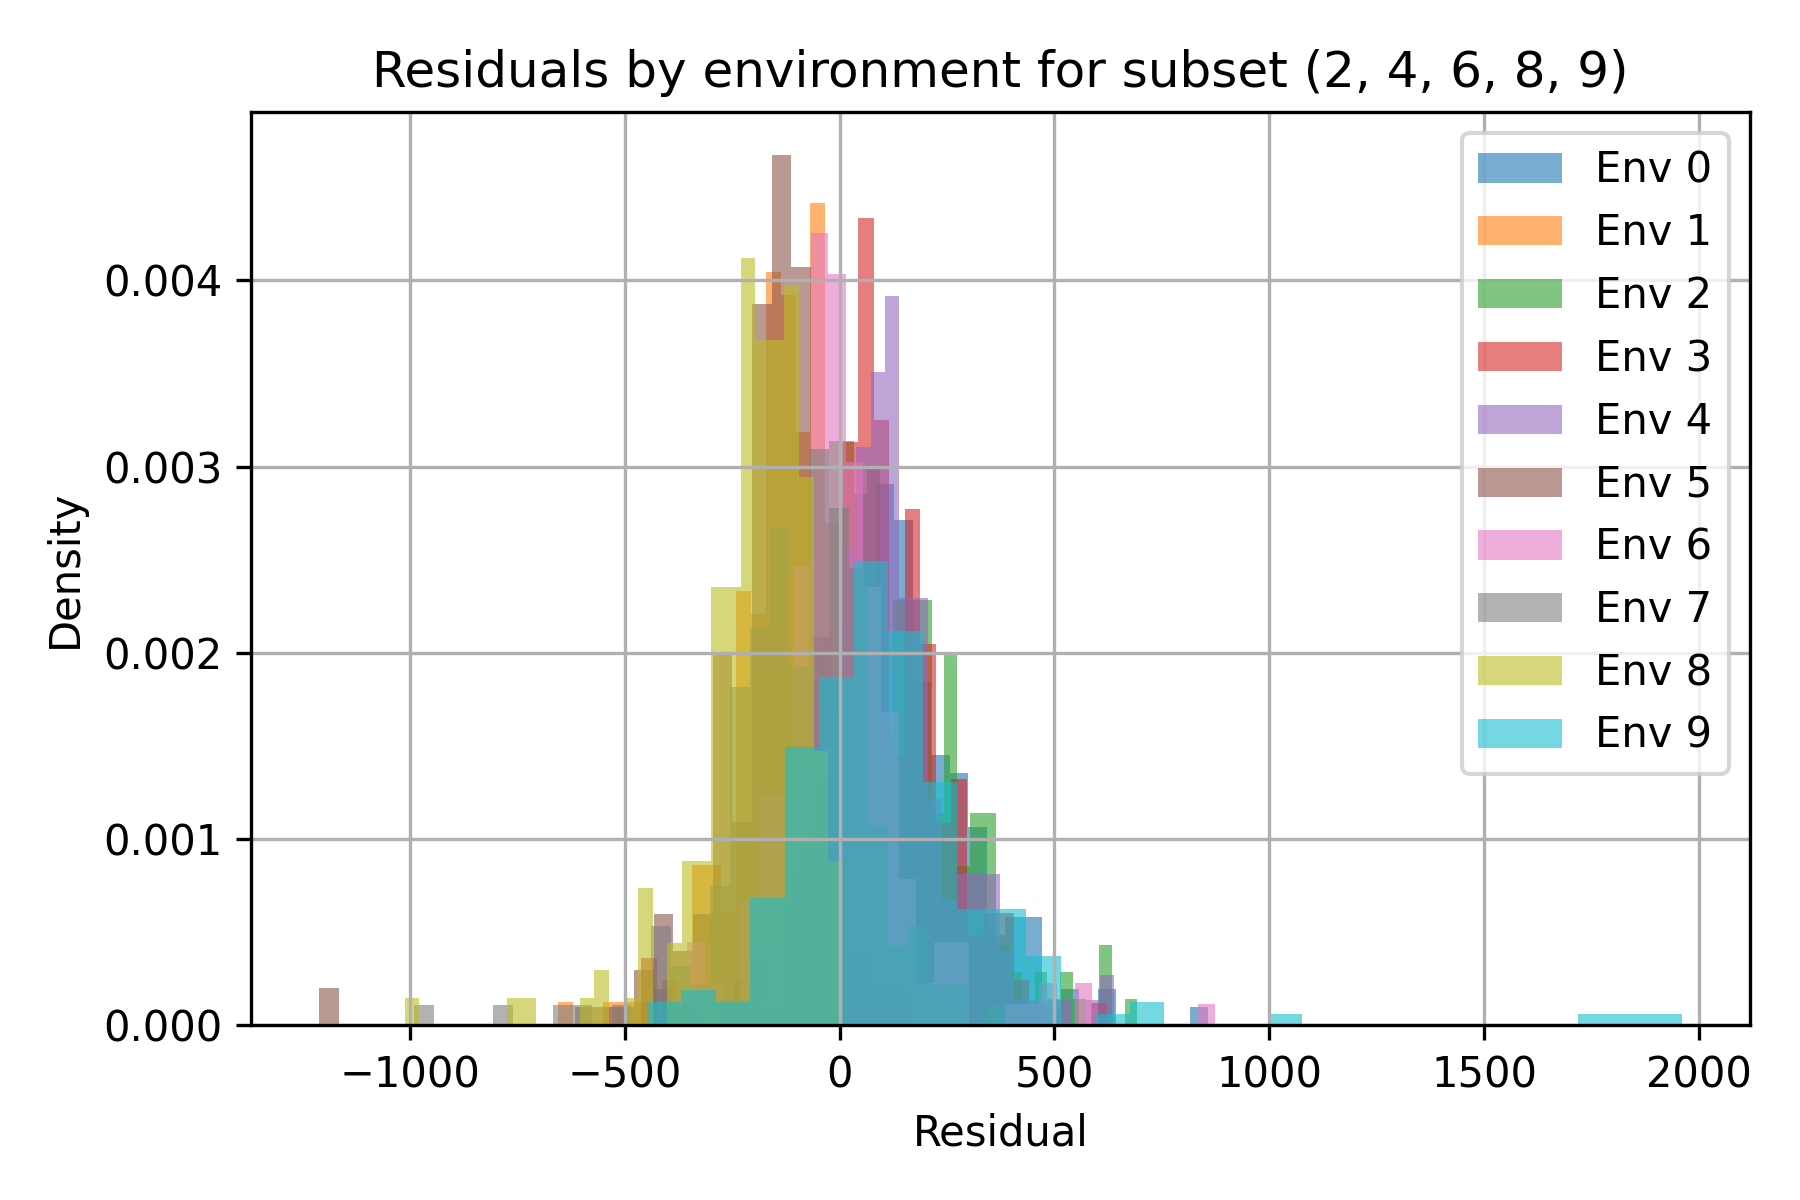 Residuals by environment for subset (2, 4, 6, 8, 9)
Density
0.004
0.003
0.002
0.001
0.000
−1000
−500
0
500
1000
1500
2000
Residual
Env 0
Env 1
Env 2
Env 3
Env 4
Env 5
Env 6
Env 7
Env 8
Env 9